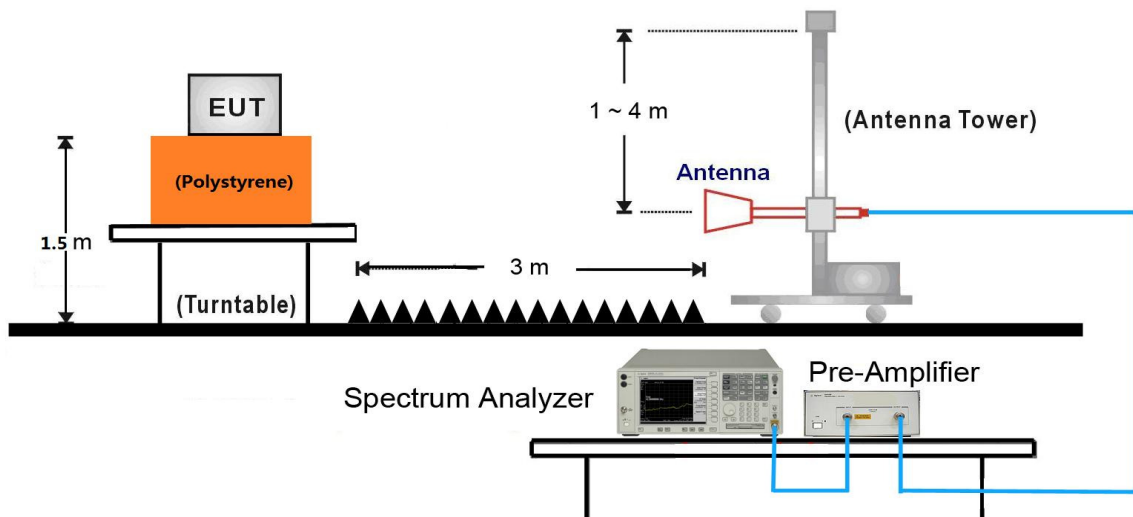 EUT
(Polystyrene)
1.5 m
(Turntable)
3 m
1 ~ 4 m
Antenna
(Antenna Tower)
Spectrum Analyzer
Pre-Amplifier